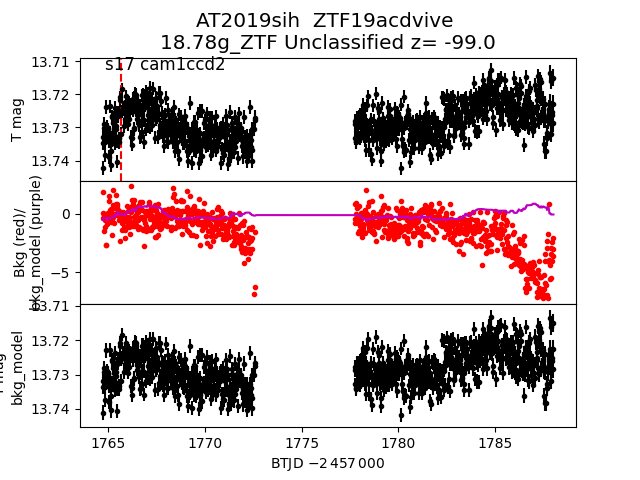 AT2019sih  ZTF19acdvive
18.78g_ZTF Unclassified z= -99.0
s17 cam1ccd2
13.71
13.72
13.73
13.74
T mag
0
−5
Bkg (red)/
bkg_model (purple)
13.71
13.72
13.73
13.74
bkg_model
1765
1770
1775
1780
1785
BTJD −2 457 000